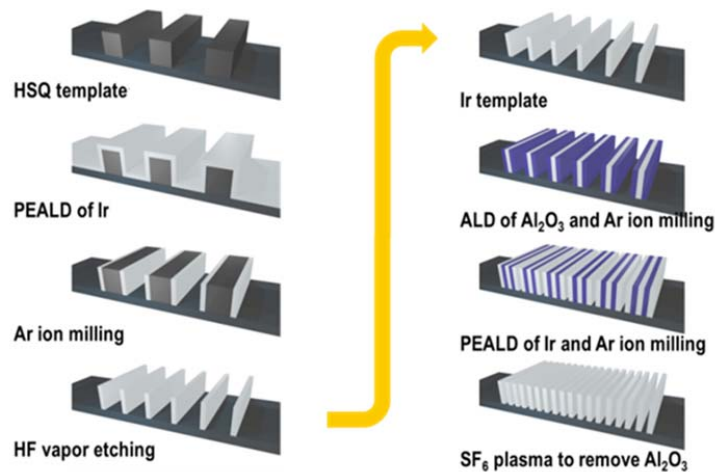 HSQ template
PEALD of Ir
Ar ion milling
HF vapor etching
Ir template
ALD of Al₂O₃ and Ar ion milling
PEALD of Ir and Ar ion milling
SF₆ plasma to remove Al₂O₃